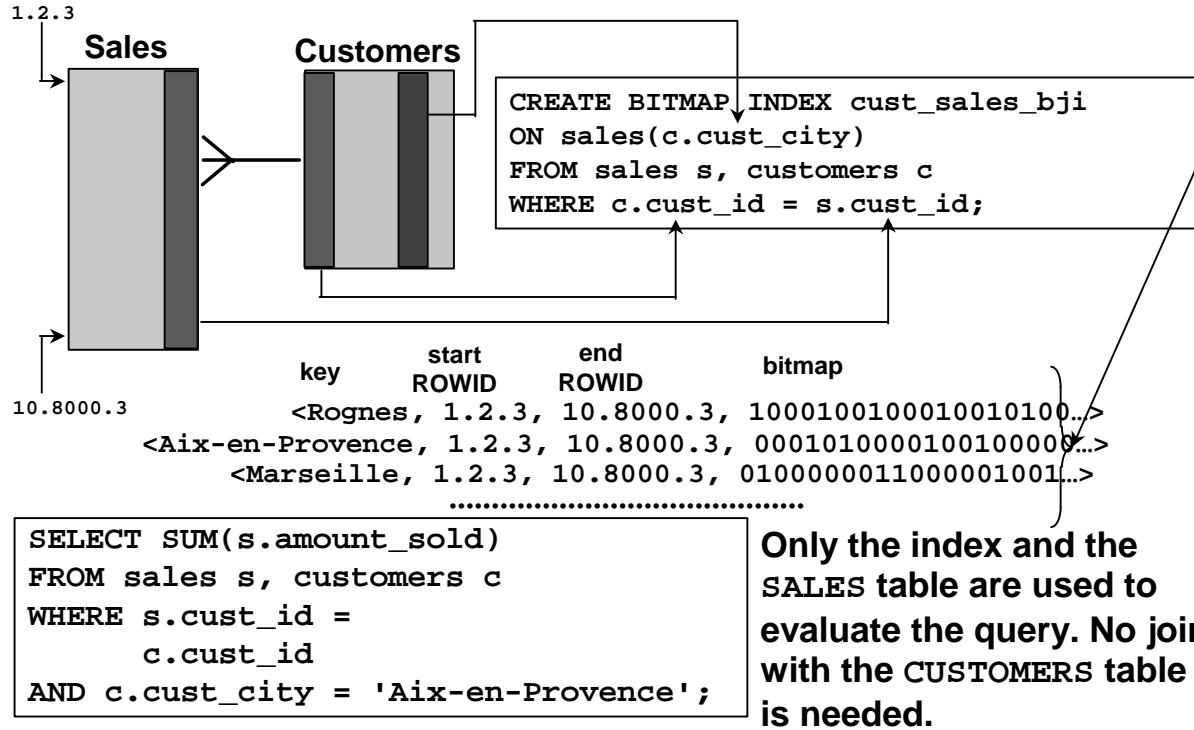 1.2.3
Sales
Customers
CREATE BITMAP INDEX cust_sales_bji
ON sales(c.cust_city)
FROM sales s, customers c
WHERE c.cust_id = s.cust_id;
10.8000.3
key
start
ROWID
end
ROWID
bitmap
<Rognes, 1.2.3, 10.8000.3, 1000100100010010100…>
<Aix-en-Provence, 1.2.3, 10.8000.3, 0001010000100100000…>
<Marseille, 1.2.3, 10.8000.3, 0100000011000001001…>
SELECT SUM(s.amount_sold)
FROM sales s, customers c
WHERE s.cust_id =
c.cust_id
AND c.cust_city = 'Aix-en-Provence';
Only the index and the
SALES table are used to
evaluate the query. No join
with the CUSTOMERS table
is needed.